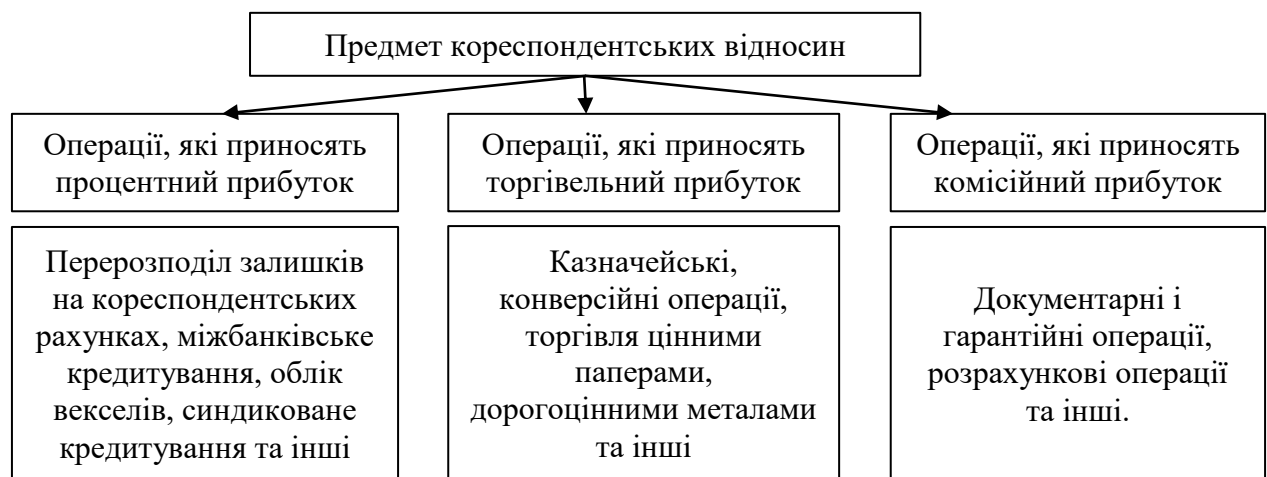 Предмет кореспондентських відносин
Операції, які приносять
процентний прибуток
Операції, які приносять
торгівельний прибуток
Операції, які приносять
комісійний прибуток
Перерозподіл залишків
на кореспондентських
рахунках, міжбанківське
кредитування, облік
векселів, синдиковане
кредитування та інші
Казначейські,
конверсійні операції,
торгівля цінними
паперами,
дорогоцінними металами
та інші
Документарні і
гарантійні операції,
розрахункові операції
та інші.